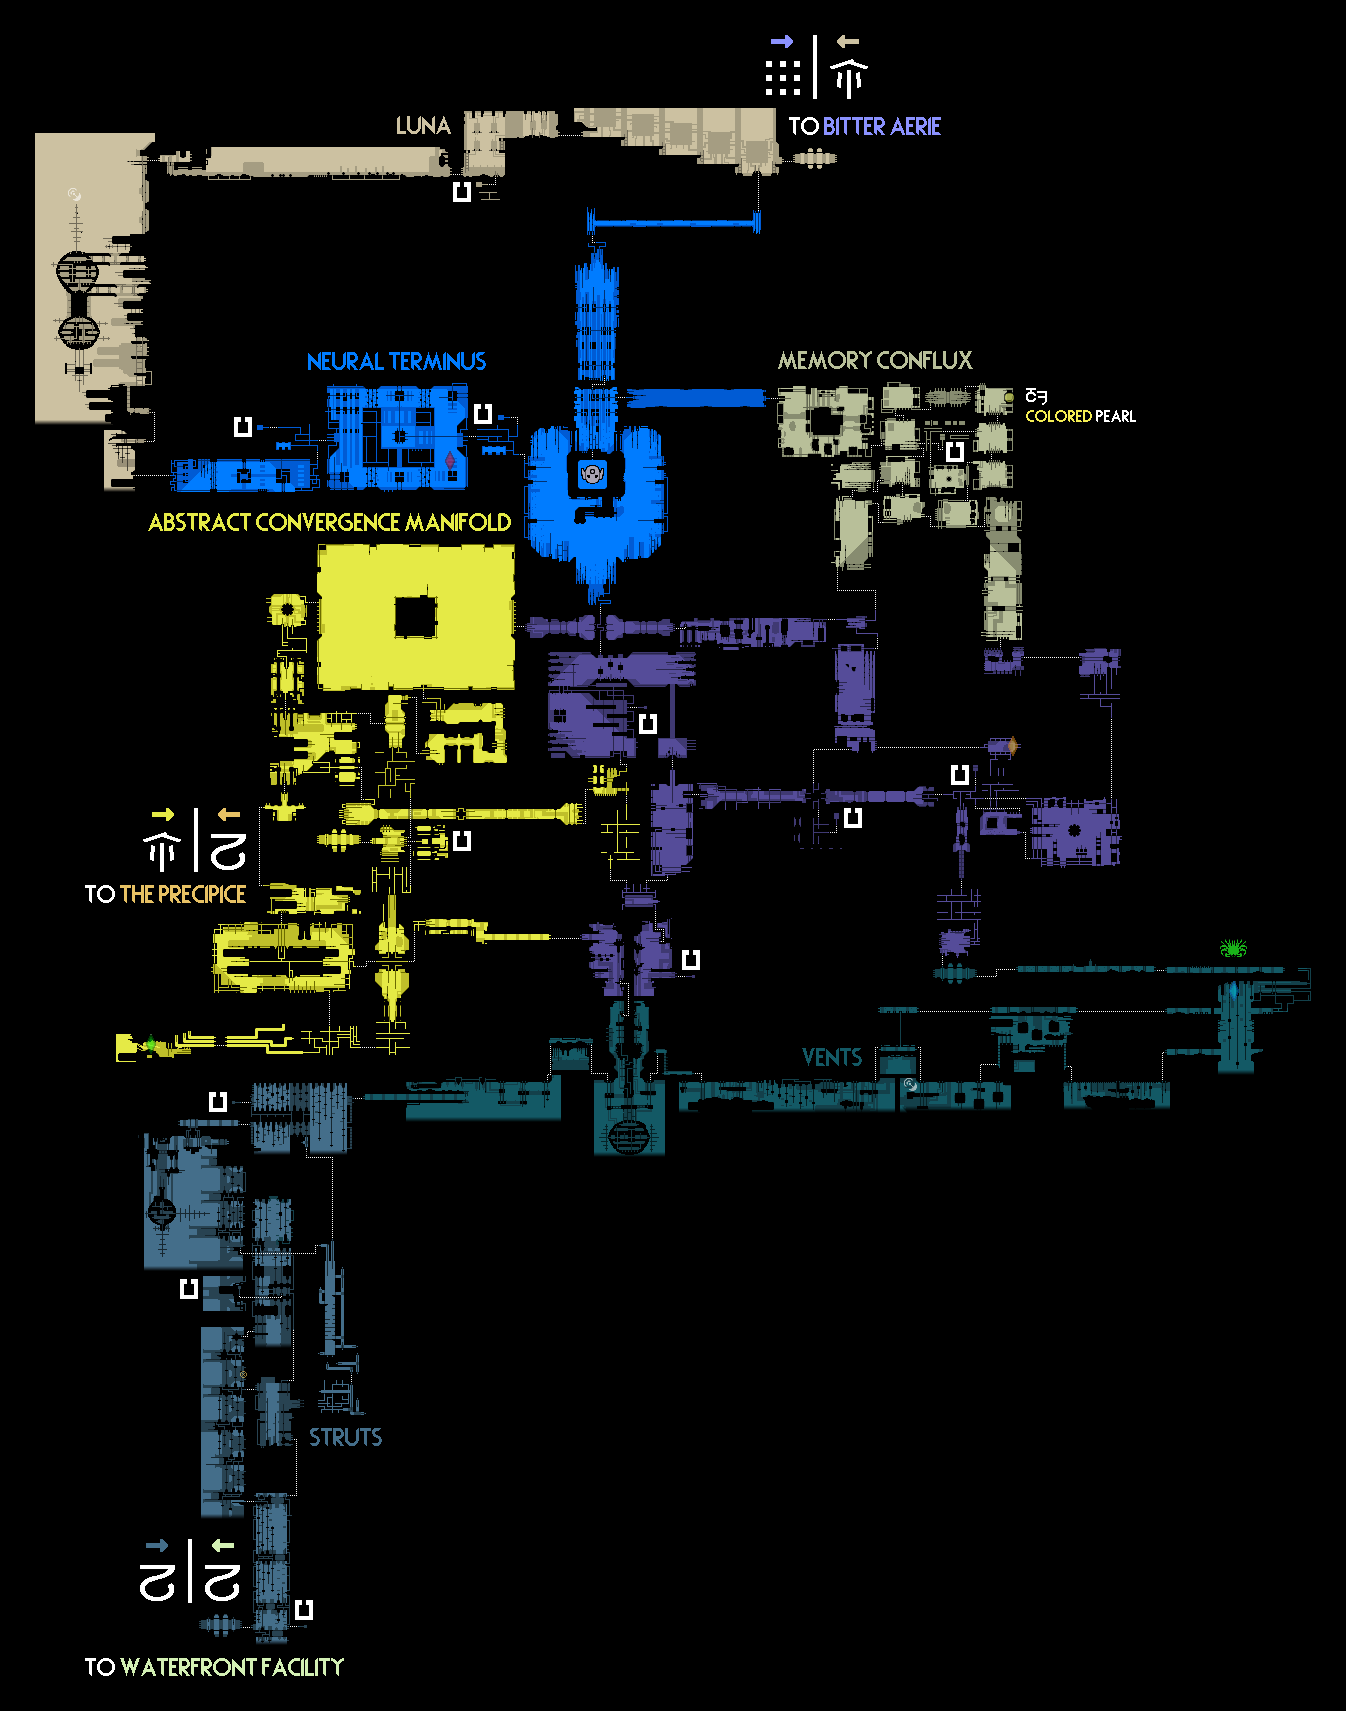 LUNA
TO BITTER AERIE
NEURAL TERMINUS
MEMORY CONFLUX
COLORED PEARL
ABSTRACT CONVERGENCE MANIFOLD
TO THE PRECIPICE
VENTS
STRUTS
TO WATERFRONT FACILITY